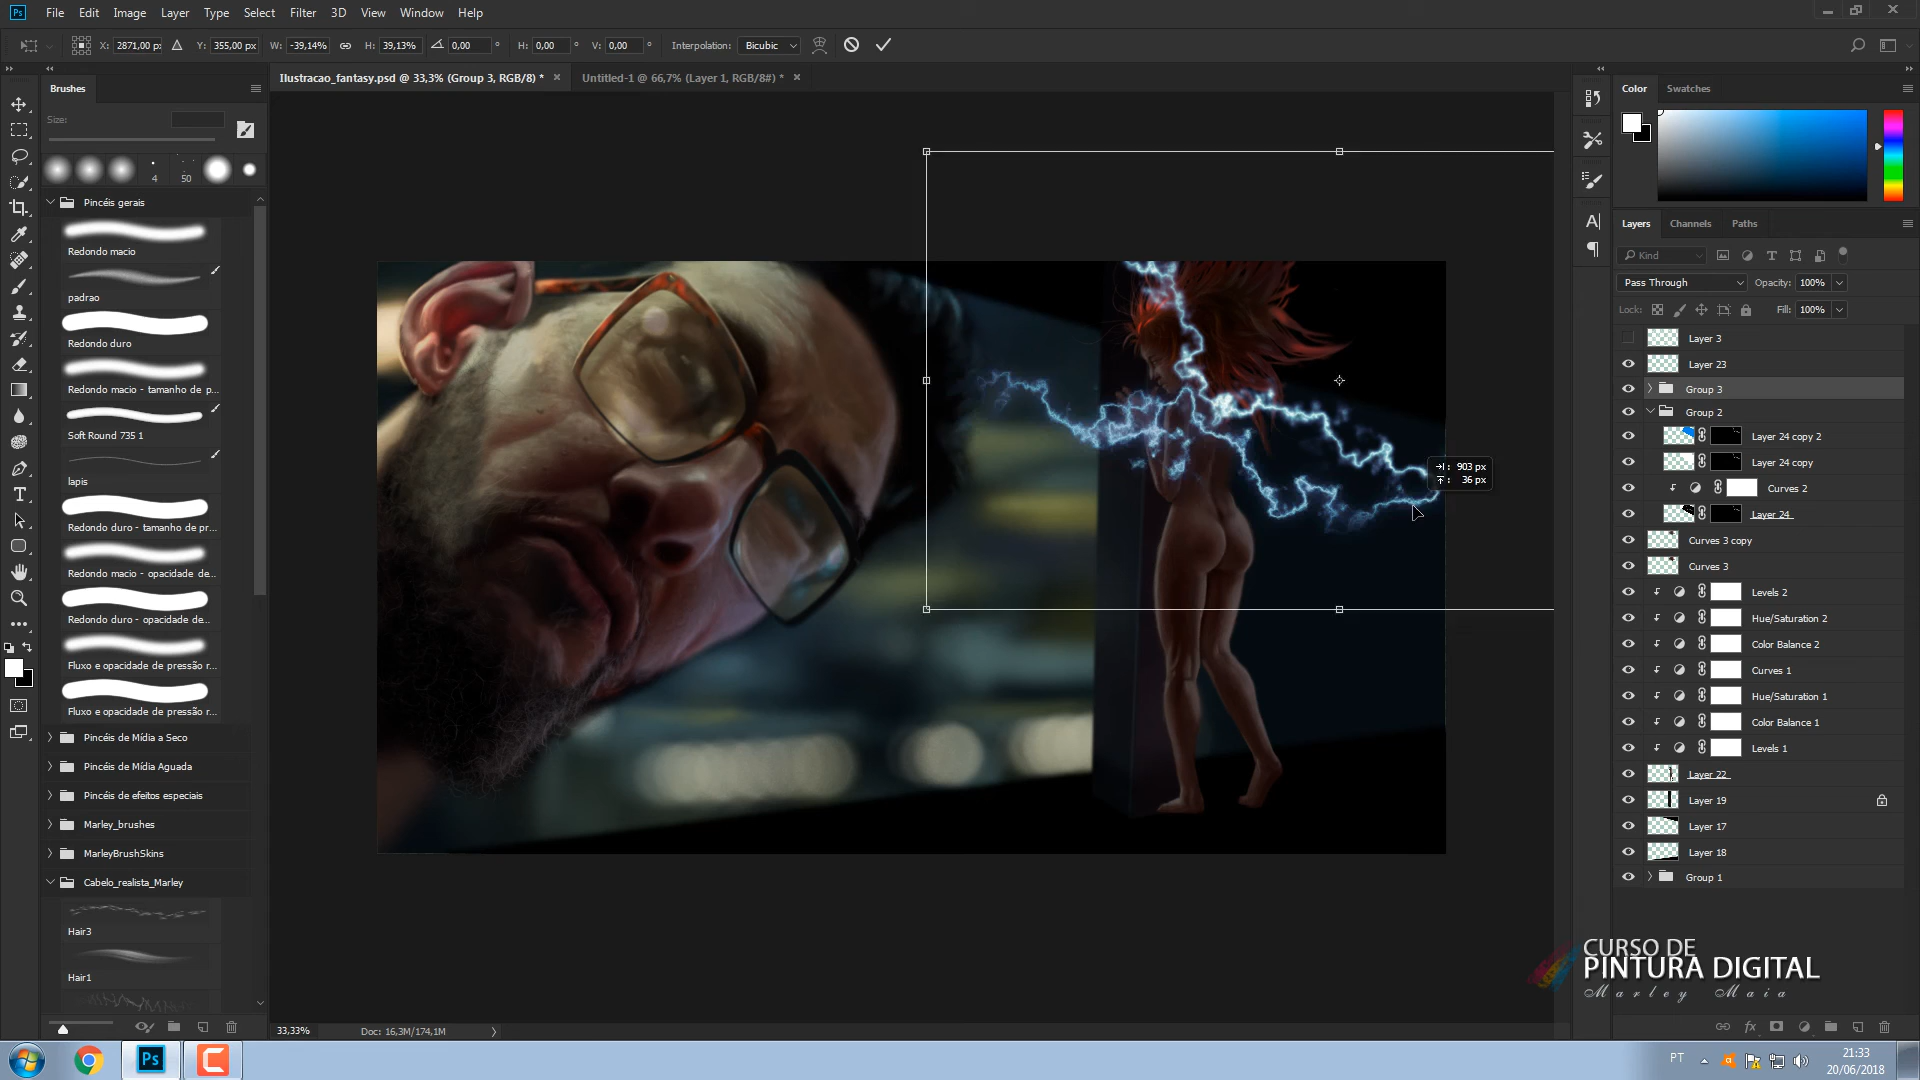 Ps File Edit Image Layer Type Select Filter 3D View Window Help
X: 2871,00 px Y: 355,00 px W: -39,14% H: 39,13% 0,00 ° H: 0,00 ° V: 0,00 ° Interpolation: Bicubic
Ilustracao_fantasy.psd @ 33,3% (Group 3, RGB/8) * × Untitled-1 @ 66,7% (Layer 1, RGB/8#) * ×
Brushes
Size:
4 50
Pincéis gerais
Redondo macio
padrao
Redondo duro
Redondo macio - tamanho de p...
Soft Round 735 1
lapis
Redondo duro - tamanho de pr...
Redondo macio - opacidade de...
Redondo duro - opacidade de...
Fluxo e opacidade de pressão r...
Fluxo e opacidade de pressão r...
Pincéis de Mídia a Seco
Pincéis de Mídia Aguada
Pincéis de efeitos especiais
Marley_brushes
MarleyBrushSkins
Cabelo_realista_Marley
Hair3
Hair1
903 px
36 px
33,33% Doc: 16,3M/174,1M
Color Swatches
Layers Channels Paths
Kind
Pass Through Opacity: 100%
Lock: Fill: 100%
Layer 3
Layer 23
Group 3
Group 2
Layer 24 copy 2
Layer 24 copy
Curves 2
Layer 24
Curves 3 copy
Curves 3
Levels 2
Hue/Saturation 2
Color Balance 2
Curves 1
Hue/Saturation 1
Color Balance 1
Levels 1
Layer 22
Layer 19
Layer 17
Layer 18
Group 1
CURSO DE
PINTURA DIGITAL
Marley Maia
fx
Ps
PT
21:33
20/06/2018